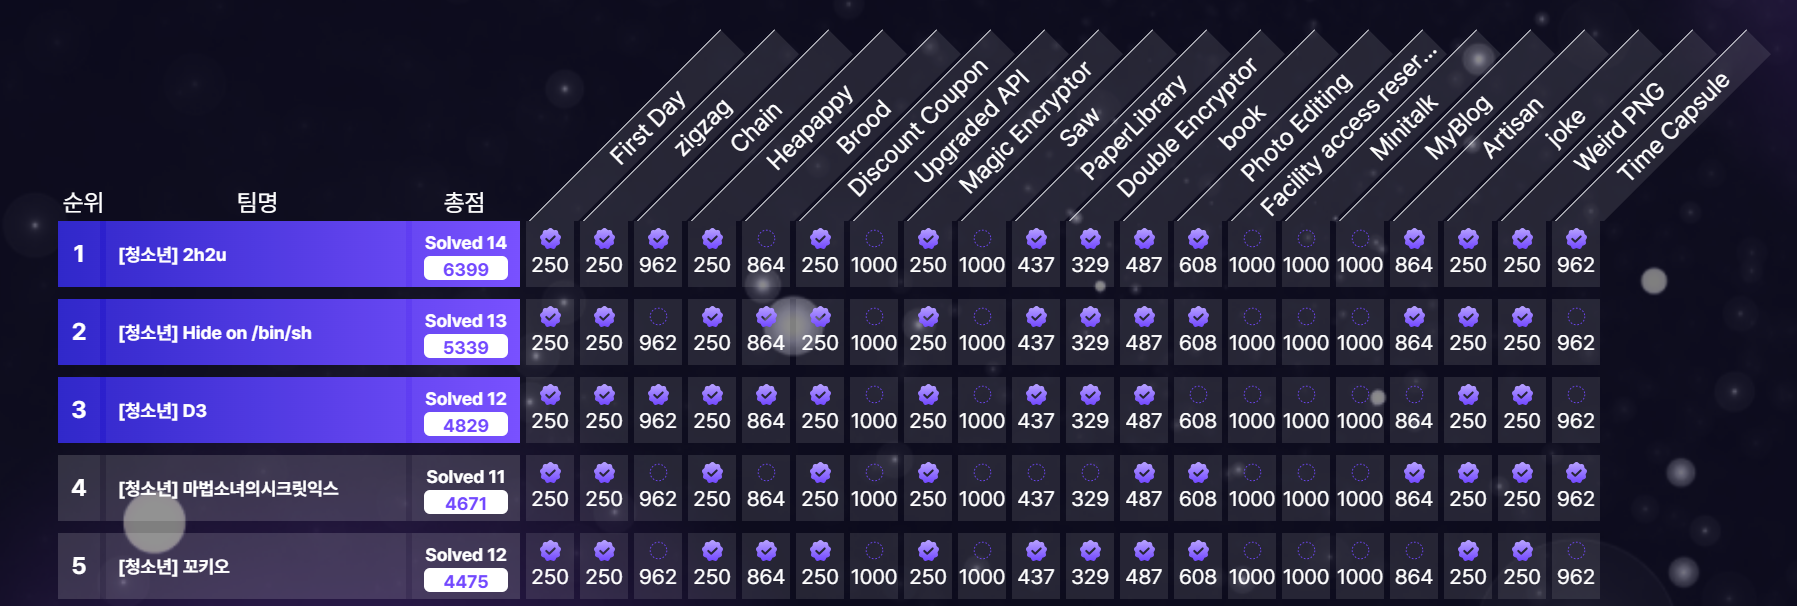 First Day
zigzag
Chain
Heapappy
Brood
Discount Coupon
Upgraded API
Magic Encryptor
Saw
PaperLibrary
Double Encryptor
book
Photo Editing
Facility access reser...
Minitalk
MyBlog
Artisan
joke
Weird PNG
Time Capsule
순위 팀명 총점
1 [청소년] 2h2u Solved 14 6399 250 250 962 250 864 250 1000 250 1000 437 329 487 608 1000 1000 1000 864 250 250 962
2 [청소년] Hide on /bin/sh Solved 13 5339 250 250 962 250 864 250 1000 250 1000 437 329 487 608 1000 1000 1000 864 250 250 962
3 [청소년] D3 Solved 12 4829 250 250 962 250 864 250 1000 250 1000 437 329 487 608 1000 1000 1000 864 250 250 962
4 [청소년] 마법소녀의시크릿익스 Solved 11 4671 250 250 962 250 864 250 1000 250 1000 437 329 487 608 1000 1000 1000 864 250 250 962
5 [청소년] 꼬키오 Solved 12 4475 250 250 962 250 864 250 1000 250 1000 437 329 487 608 1000 1000 1000 864 250 250 962